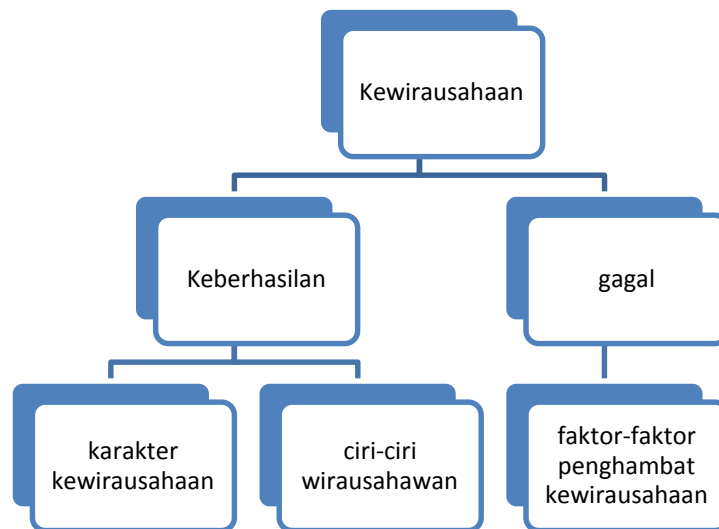 Kewirausahaan
Keberhasilan
gagal
karakter
kewirausahaan
ciri-ciri
wirausahawan
faktor-faktor
penghambat
kewirausahaan